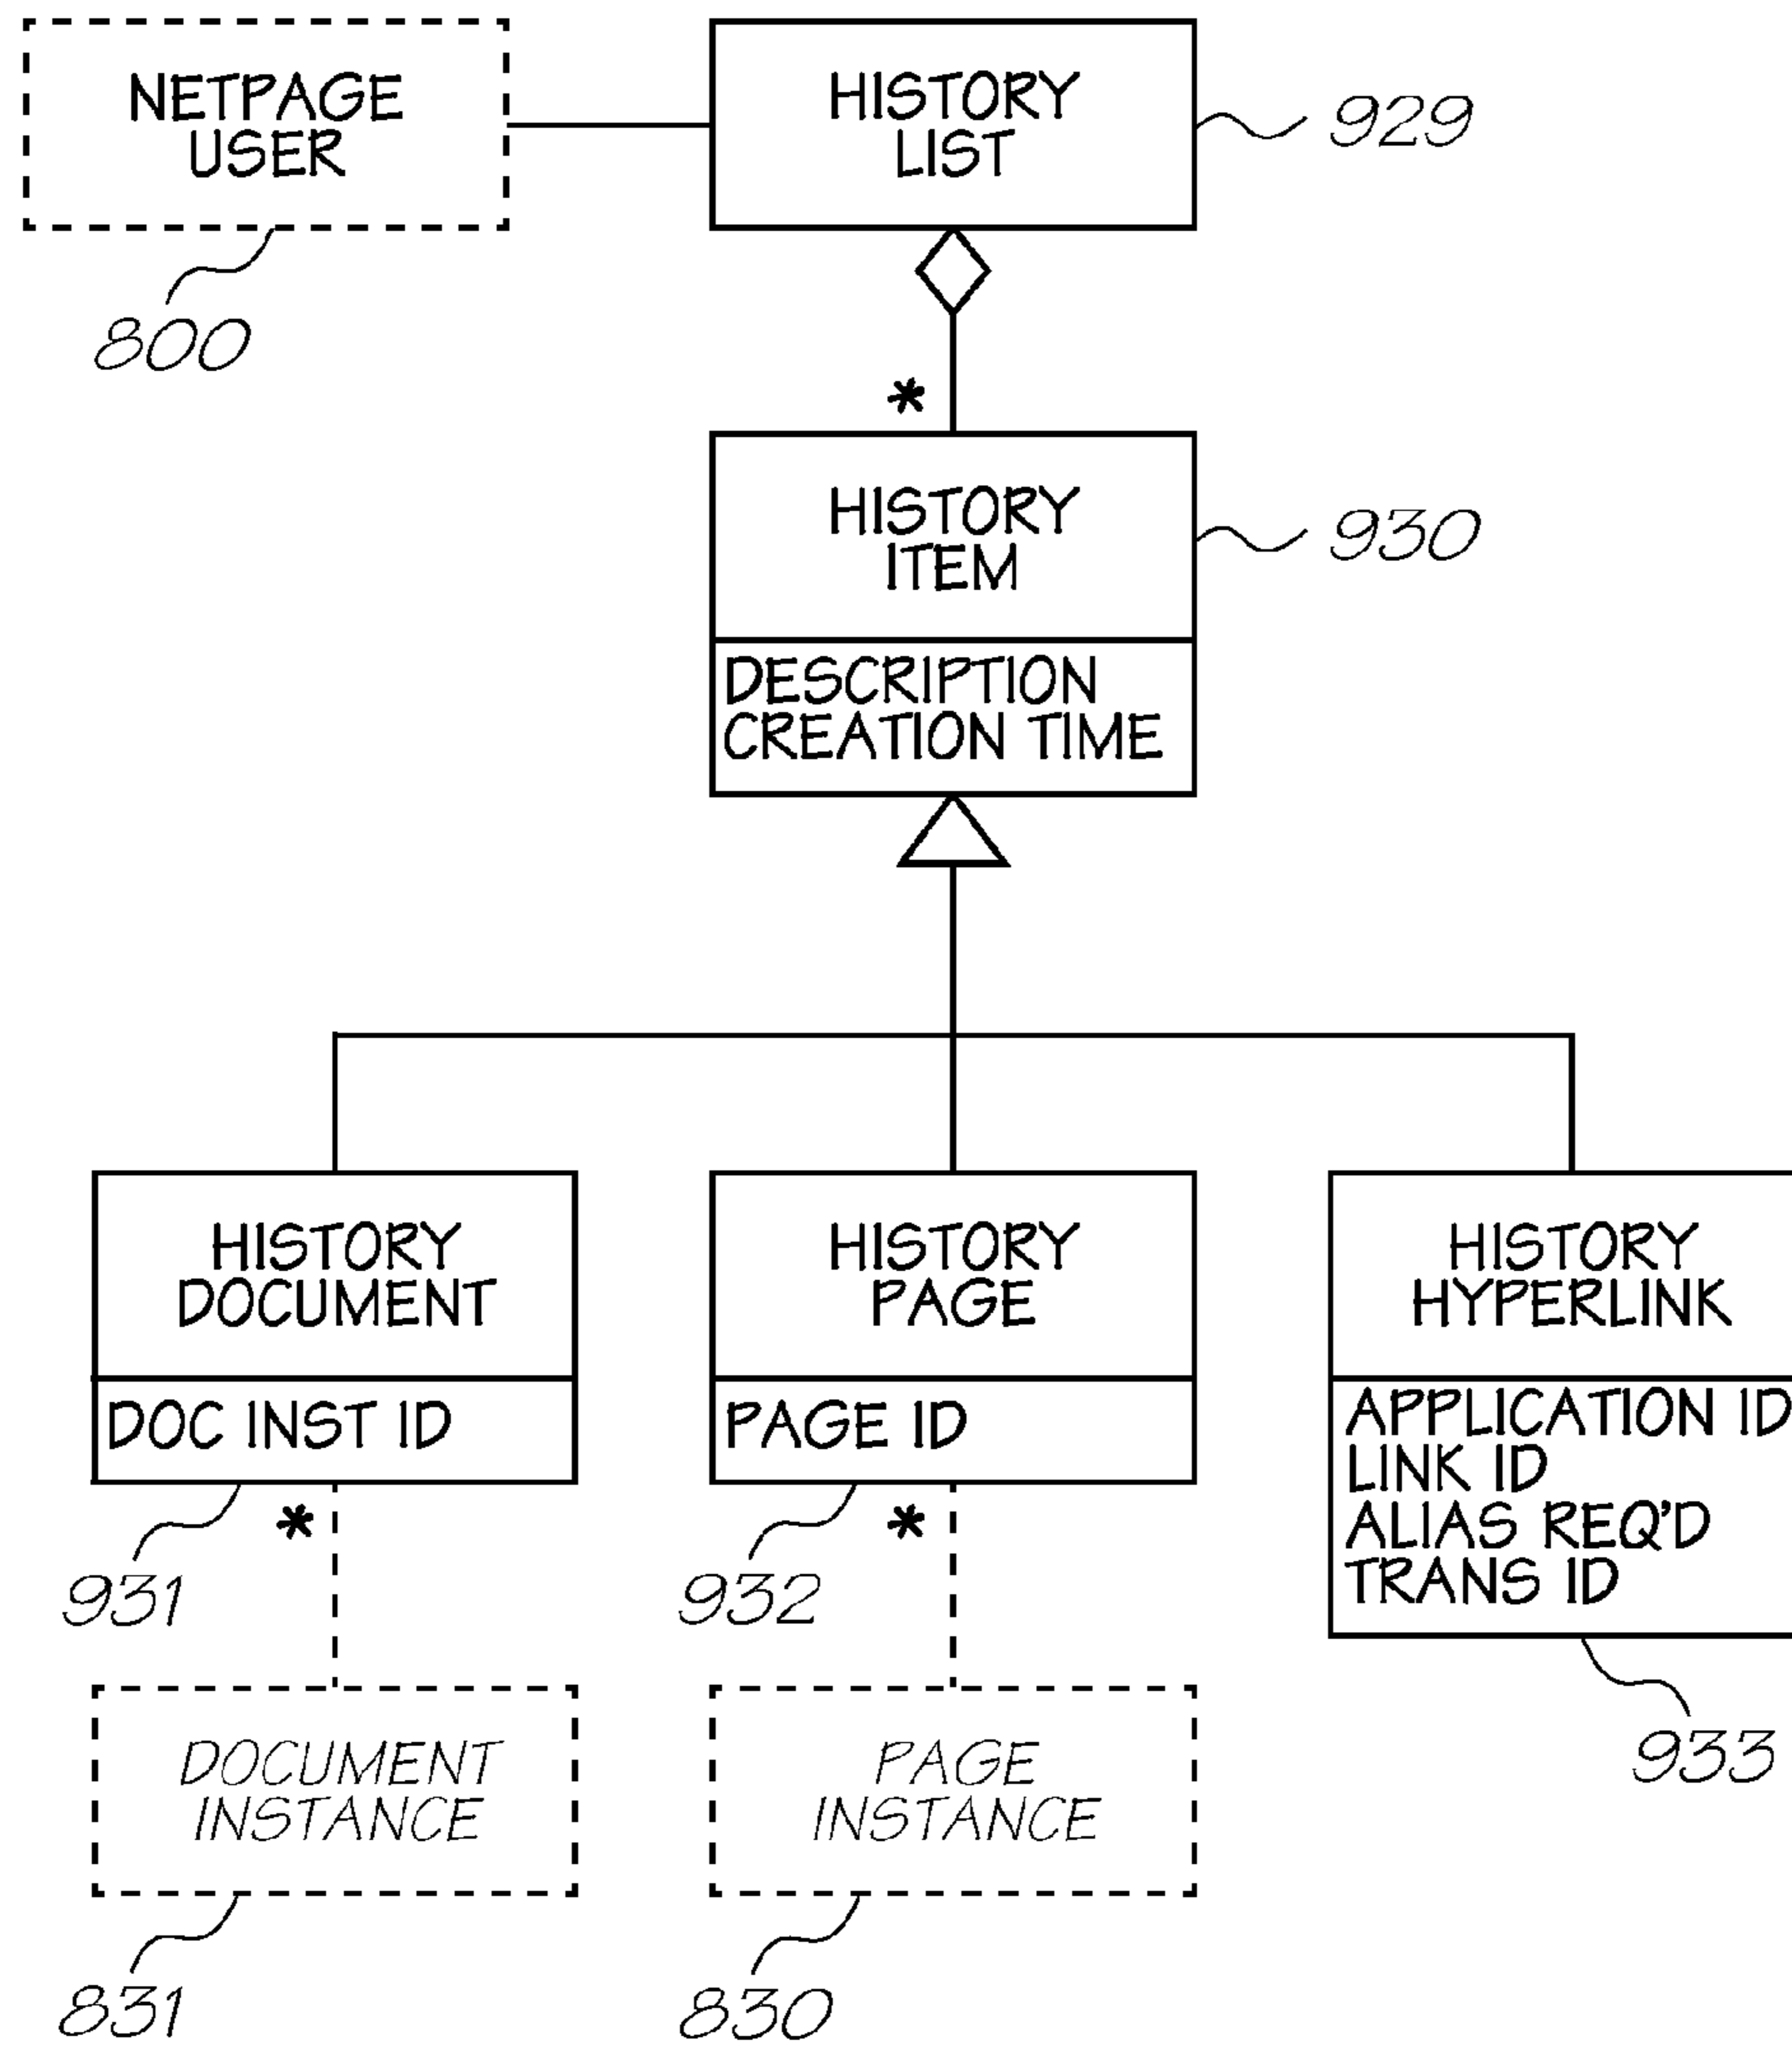 NETPAGE
USER
HISTORY
LIST
929
800
*
HISTORY
ITEM
930
DESCRIPTION
CREATION TIME
HISTORY
DOCUMENT
HISTORY
PAGE
HISTORY
HYPERLINK
DOC INST ID
PAGE ID
APPLICATION ID
LINK ID
ALIAS REQ'D
TRANS ID
*
*
931
932
933
DOCUMENT
INSTANCE
PAGE
INSTANCE
831
830